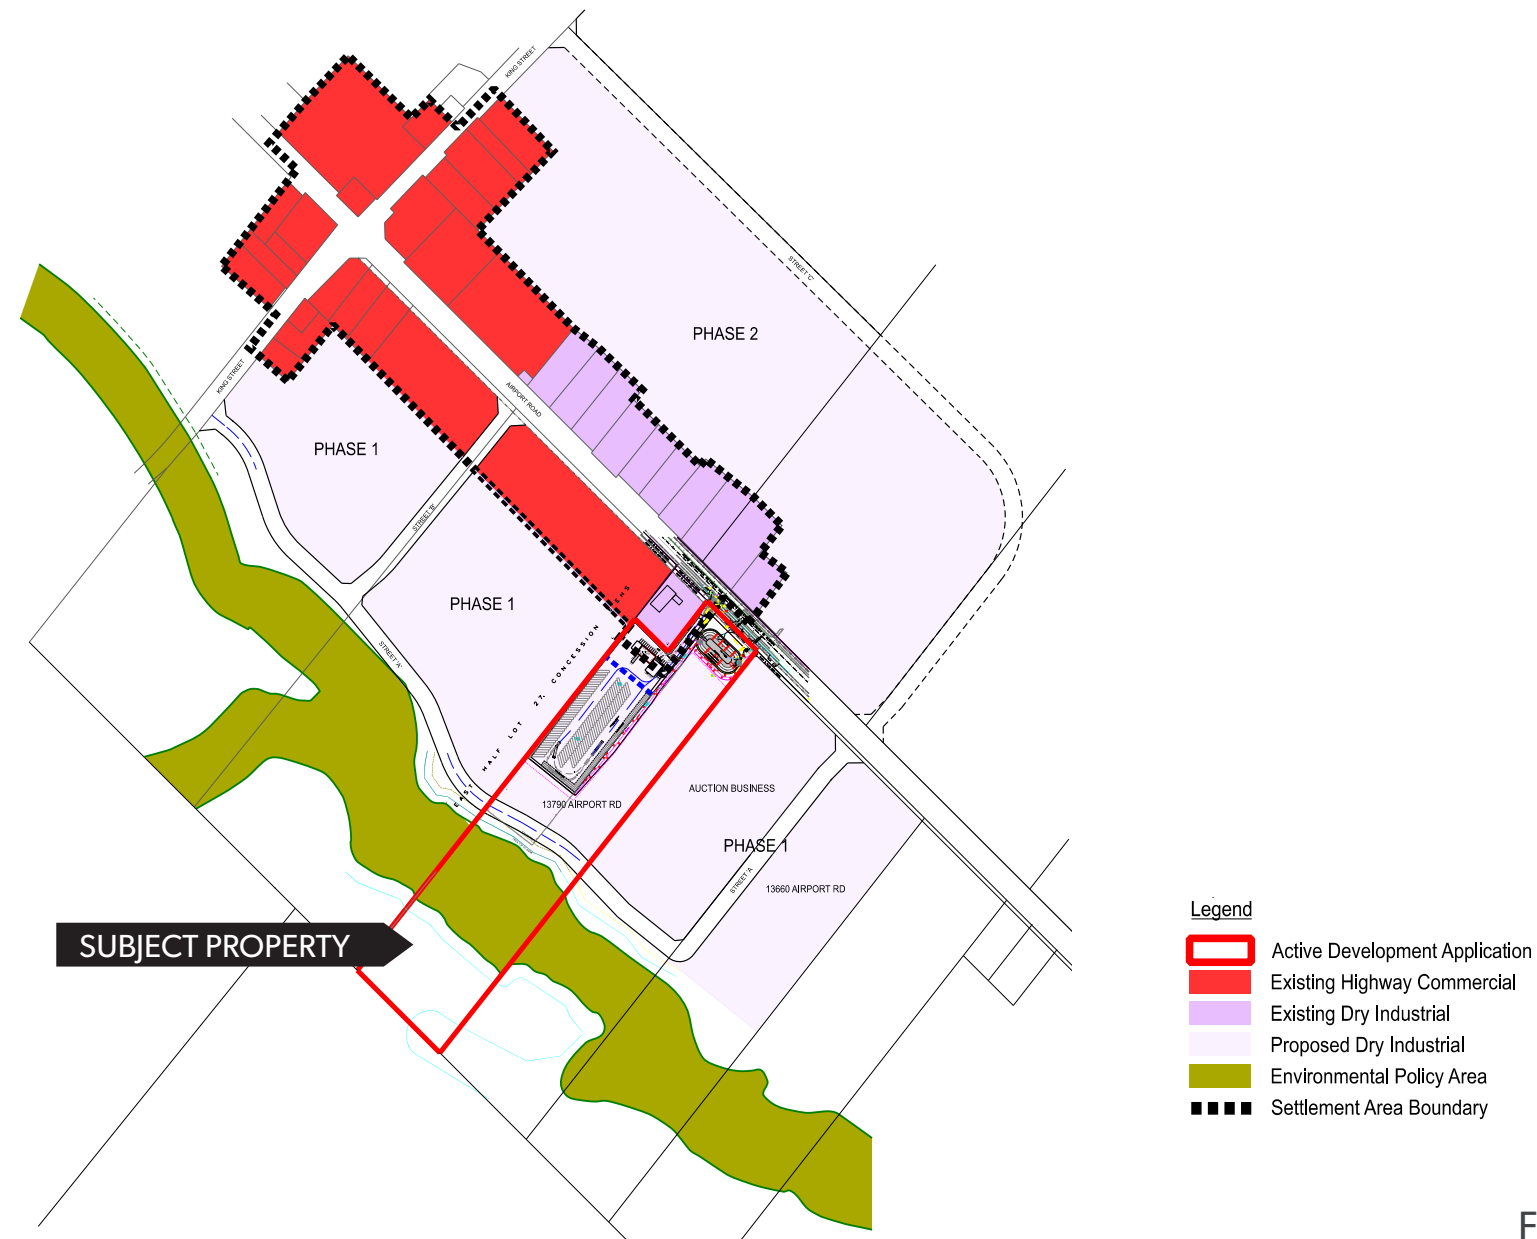 KING STREET
STREET 'C'
PHASE 2
KING STREET
AIRPORT ROAD
PHASE 1
STREET 'B'
PHASE 1
STREET 'A'
EAST HALF LOT 27, CONCESSION
AUCTION BUSINESS
13790 AIRPORT RD
PHASE 1
STREET 'A
13660 AIRPORT RD
SUBJECT PROPERTY
Legend
Active Development Application
Existing Highway Commercial
Existing Dry Industrial
Proposed Dry Industrial
Environmental Policy Area
Settlement Area Boundary
F